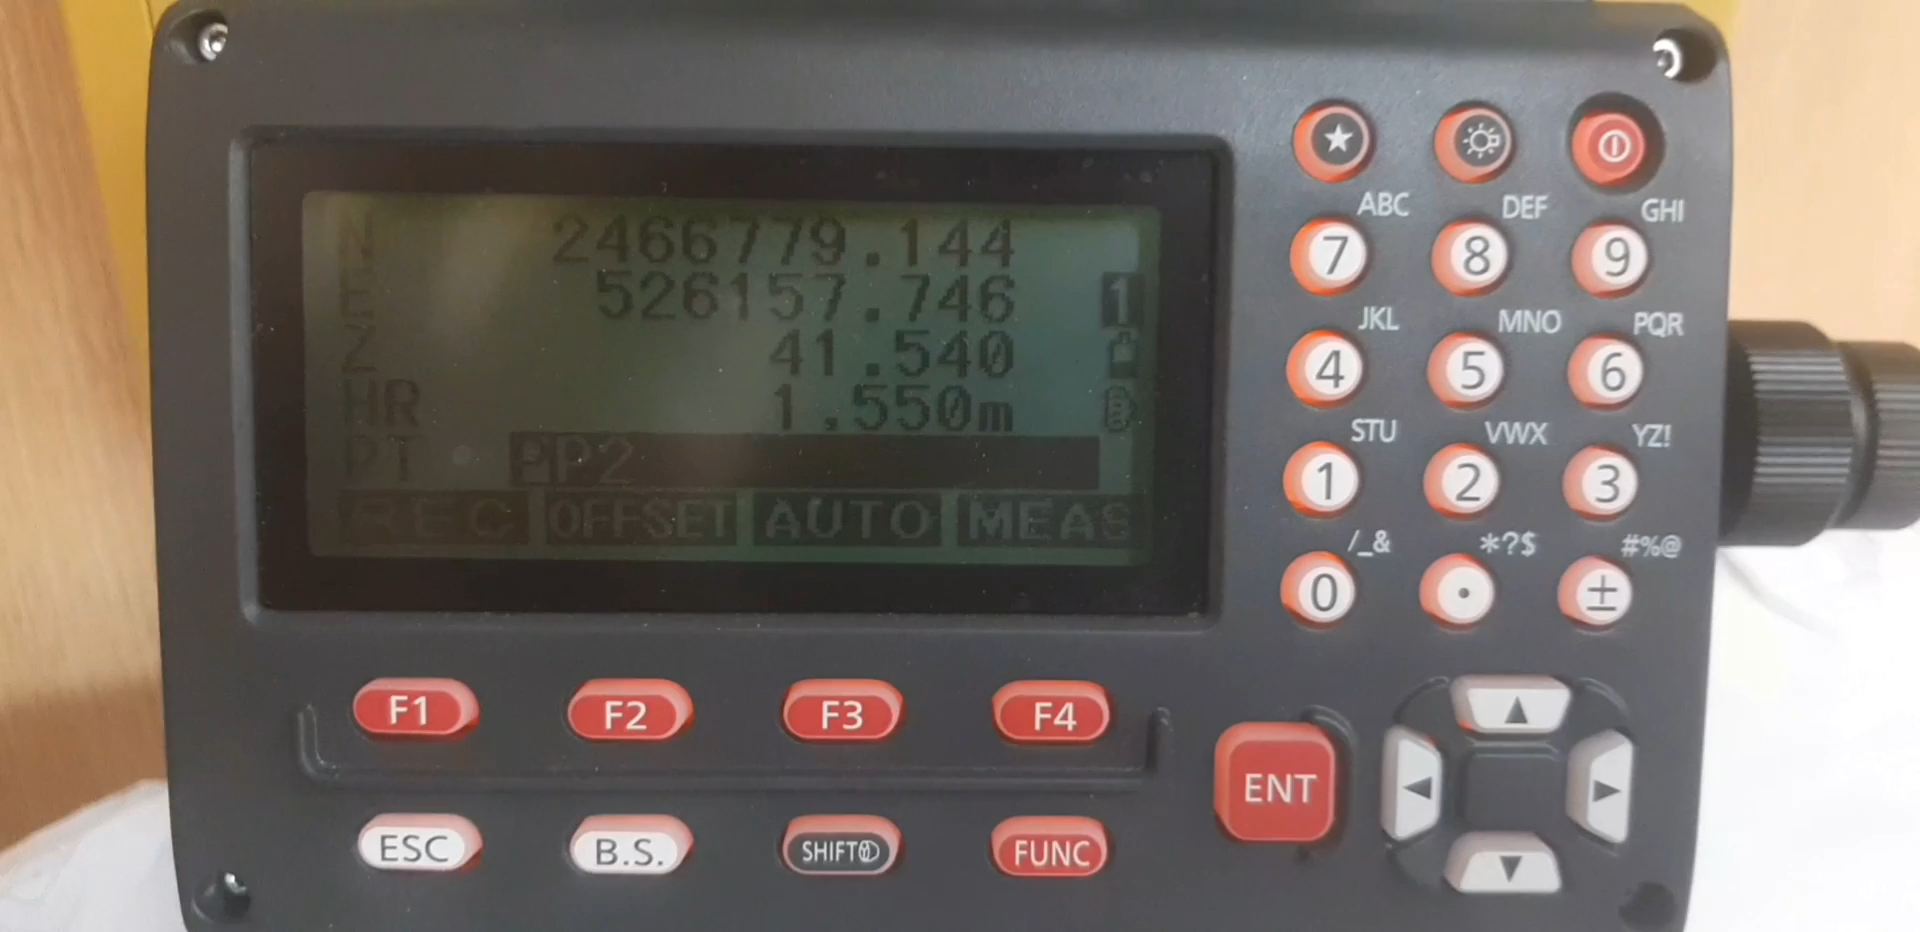 N 2466779.144
E 526157.746 1
Z 41.540
HR 1.550m
PT PP2
REC OFFSET AUTO MEAS
ABC DEF GHI
7 8 9
JKL MNO PQR
4 5 6
STU VWX YZ!
1 2 3
/_& *?$ #%@
0 . ±
F1 F2 F3 F4
ENT
ESC B.S. SHIFT FUNC